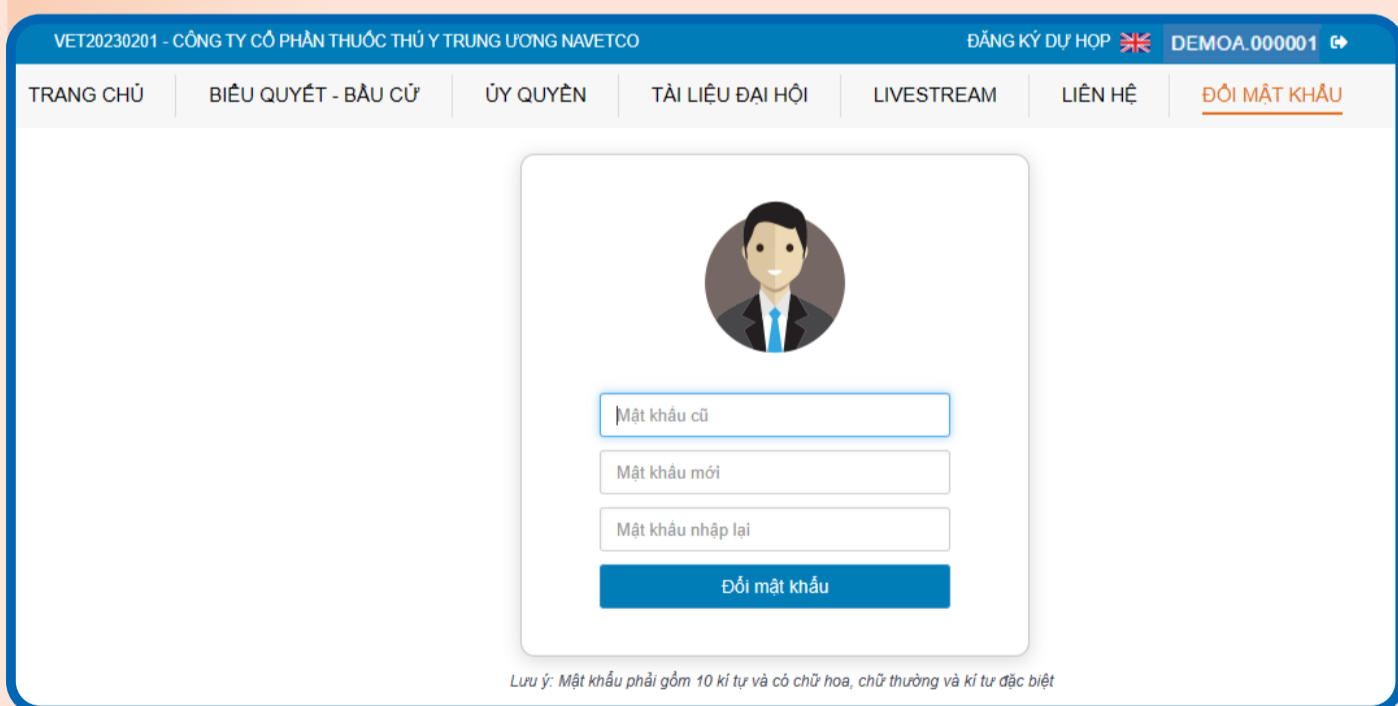 VET20230201 - CÔNG TY CỔ PHẦN THUỐC THÚ Y TRUNG ƯƠNG NAVETCO ĐĂNG KÝ DỰ HỌP DEMOA.000001
TRANG CHỦ BIỂU QUYẾT - BẦU CỬ ỦY QUYỀN TÀI LIỆU ĐẠI HỘI LIVESTREAM LIÊN HỆ ĐỔI MẬT KHẨU
Mật khẩu cũ
Mật khẩu mới
Mật khẩu nhập lại
Đổi mật khẩu
Lưu ý: Mật khẩu phải gồm 10 kí tự và có chữ hoa, chữ thường và kí tư đặc biệt